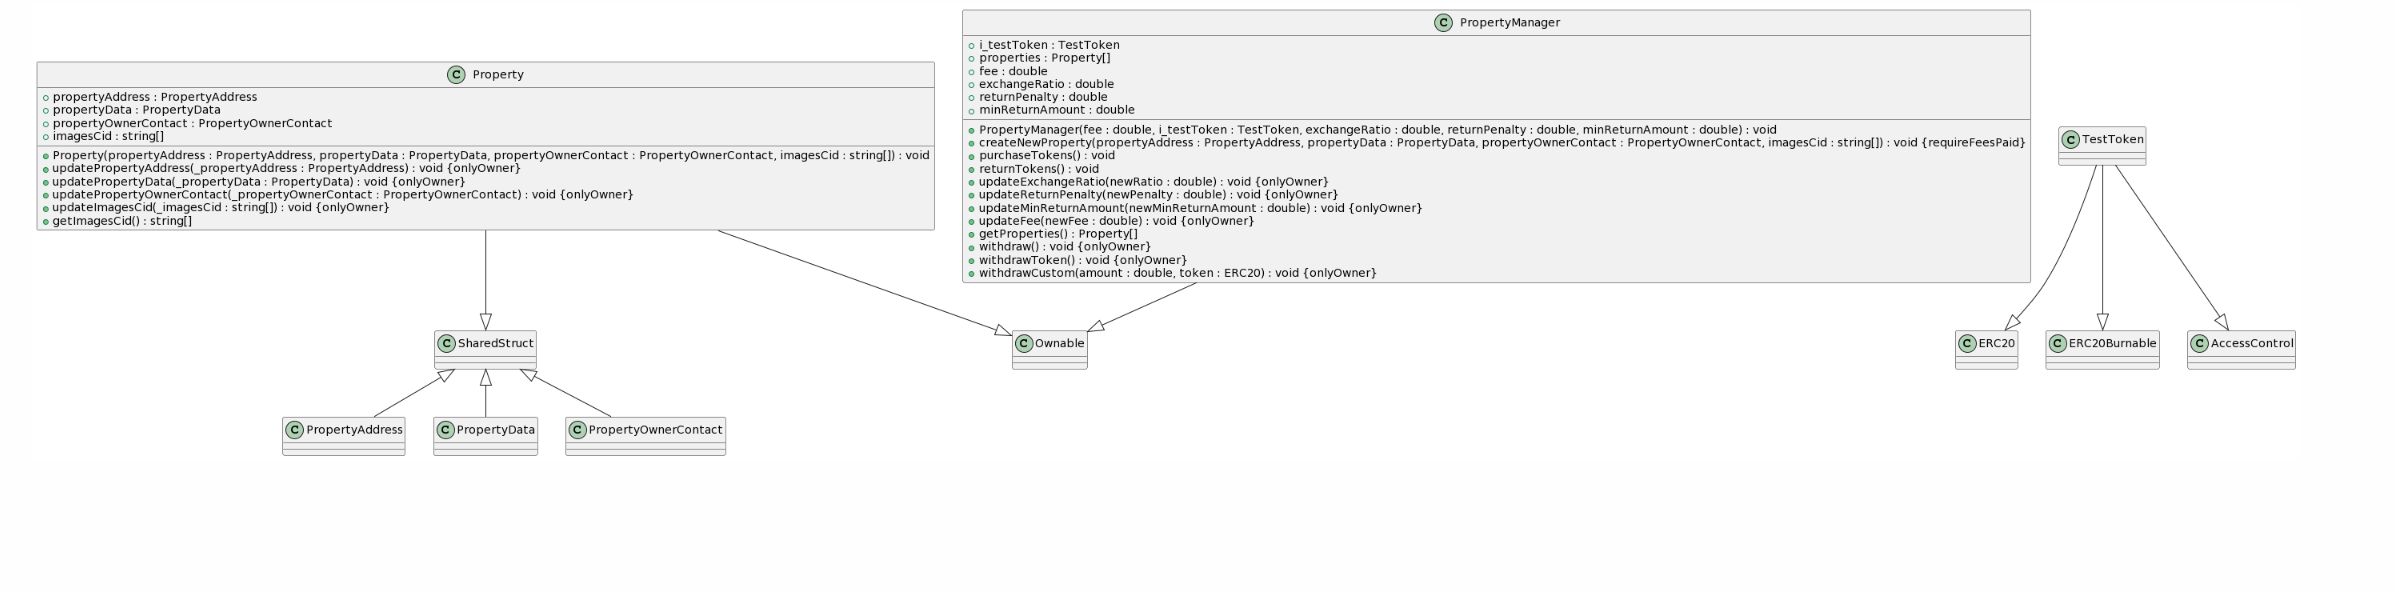 C Property
propertyAddress : PropertyAddress
propertyData : PropertyData
propertyOwnerContact : PropertyOwnerContact
imagesCid : string[]
Property(propertyAddress : PropertyAddress, propertyData : PropertyData, propertyOwnerContact : PropertyOwnerContact, imagesCid : string[]) : void
updatePropertyAddress(_propertyAddress : PropertyAddress) : void {onlyOwner}
updatePropertyData(_propertyData : PropertyData) : void {onlyOwner}
updatePropertyOwnerContact(_propertyOwnerContact : PropertyOwnerContact) : void {onlyOwner}
updateImagesCid(_imagesCid : string[]) : void {onlyOwner}
getImagesCid() : string[]
C PropertyManager
i_testToken : TestToken
properties : Property[]
fee : double
exchangeRatio : double
returnPenalty : double
minReturnAmount : double
PropertyManager(fee : double, i_testToken : TestToken, exchangeRatio : double, returnPenalty : double, minReturnAmount : double) : void
createNewProperty(propertyAddress : PropertyAddress, propertyData : PropertyData, propertyOwnerContact : PropertyOwnerContact, imagesCid : string[]) : void {requireFeesPaid}
purchaseTokens() : void
returnTokens() : void
updateExchangeRatio(newRatio : double) : void {onlyOwner}
updateReturnPenalty(newPenalty : double) : void {onlyOwner}
updateMinReturnAmount(newMinReturnAmount : double) : void {onlyOwner}
updateFee(newFee : double) : void {onlyOwner}
getProperties() : Property[]
withdraw() : void {onlyOwner}
withdrawToken() : void {onlyOwner}
withdrawCustom(amount : double, token : ERC20) : void {onlyOwner}
C TestToken
C SharedStruct
C Ownable
C ERC20
C ERC20Burnable
C AccessControl
C PropertyAddress
C PropertyData
C PropertyOwnerContact